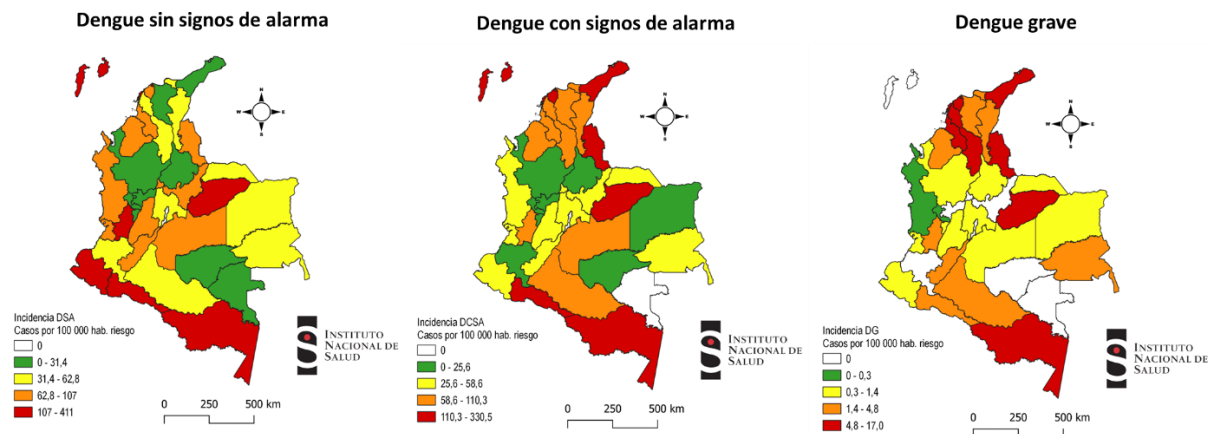 Dengue sin signos de alarma
N
W E
S
Incidencia DSA
Casos por 100 000 hab. riesgo
0
0 - 31,4
31,4 - 62,8
62,8 - 107
107 - 411
INSTITUTO
NACIONAL DE
SALUD
0 250 500 km
Dengue con signos de alarma
N
W E
S
Incidencia DCSA
Casos por 100 000 hab. riesgo
0
0 - 25,6
25,6 - 58,6
58,6 - 110,3
110,3 - 330,5
INSTITUTO
NACIONAL DE
SALUD
0 250 500 km
Dengue grave
N
W E
S
Incidencia DG
Casos por 100 000 hab. riesgo
0
0 - 0,3
0,3 - 1,4
1,4 - 4,8
4,8 - 17,0
INSTITUTO
NACIONAL DE
SALUD
0 250 500 km